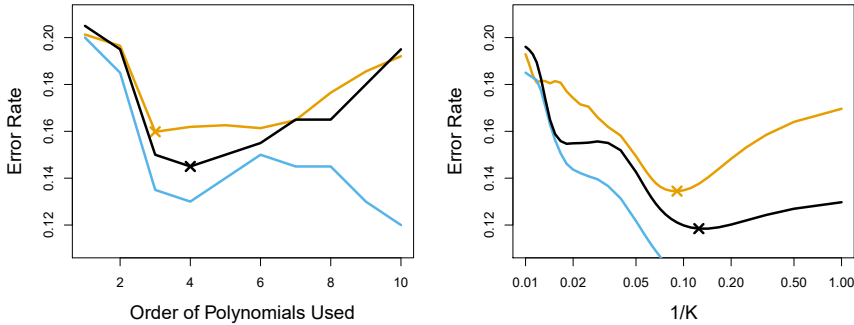 Error Rate
0.12 0.14 0.16 0.18 0.20
2 4 6 8 10
Order of Polynomials Used
Error Rate
0.12 0.14 0.16 0.18 0.20
0.01 0.02 0.05 0.10 0.20 0.50 1.00
1/K